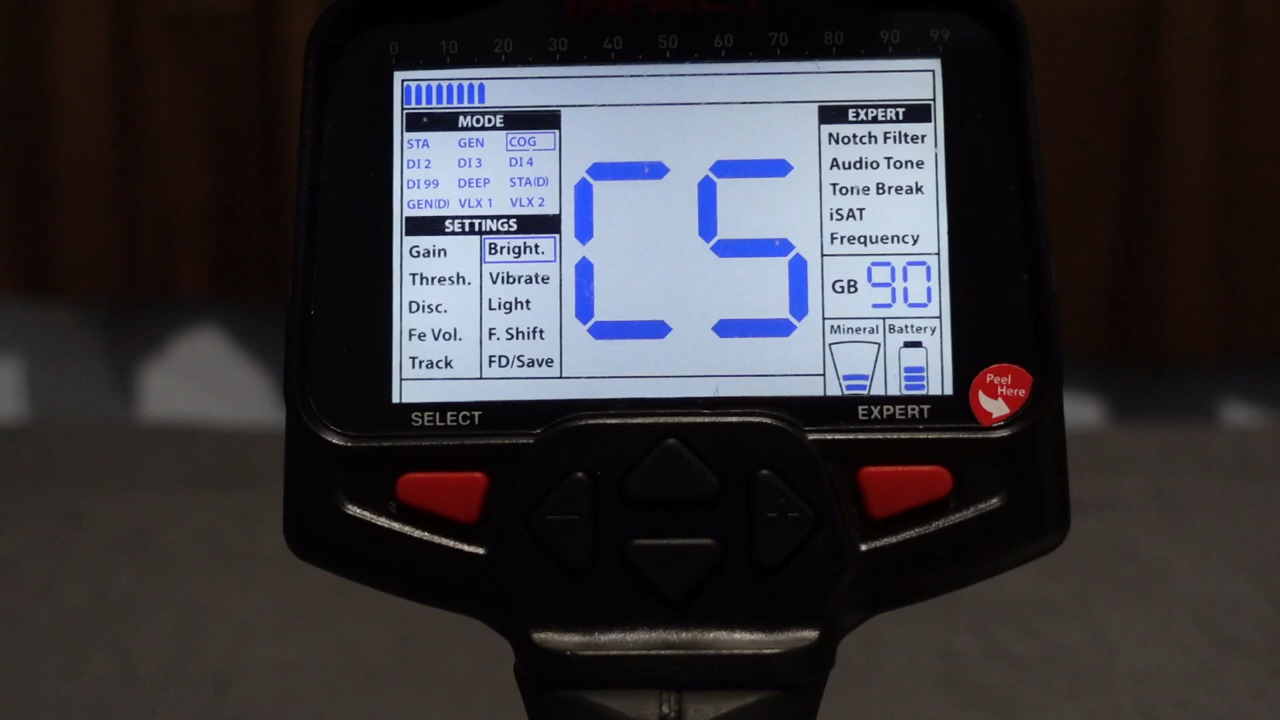 IMPACT
0 10 20 30 40 50 60 70 80 90 99
MODE
STA GEN COG
DI 2 DI 3 DI 4
DI 99 DEEP STA(D)
GEN(D) VLX 1 VLX 2
SETTINGS
Gain Bright.
Thresh. Vibrate
Disc. Light
Fe Vol. F. Shift
Track FD/Save
C5
EXPERT
Notch Filter
Audio Tone
Tone Break
iSAT
Frequency
GB 90
Mineral Battery
Peel
Here
SELECT EXPERT
- +